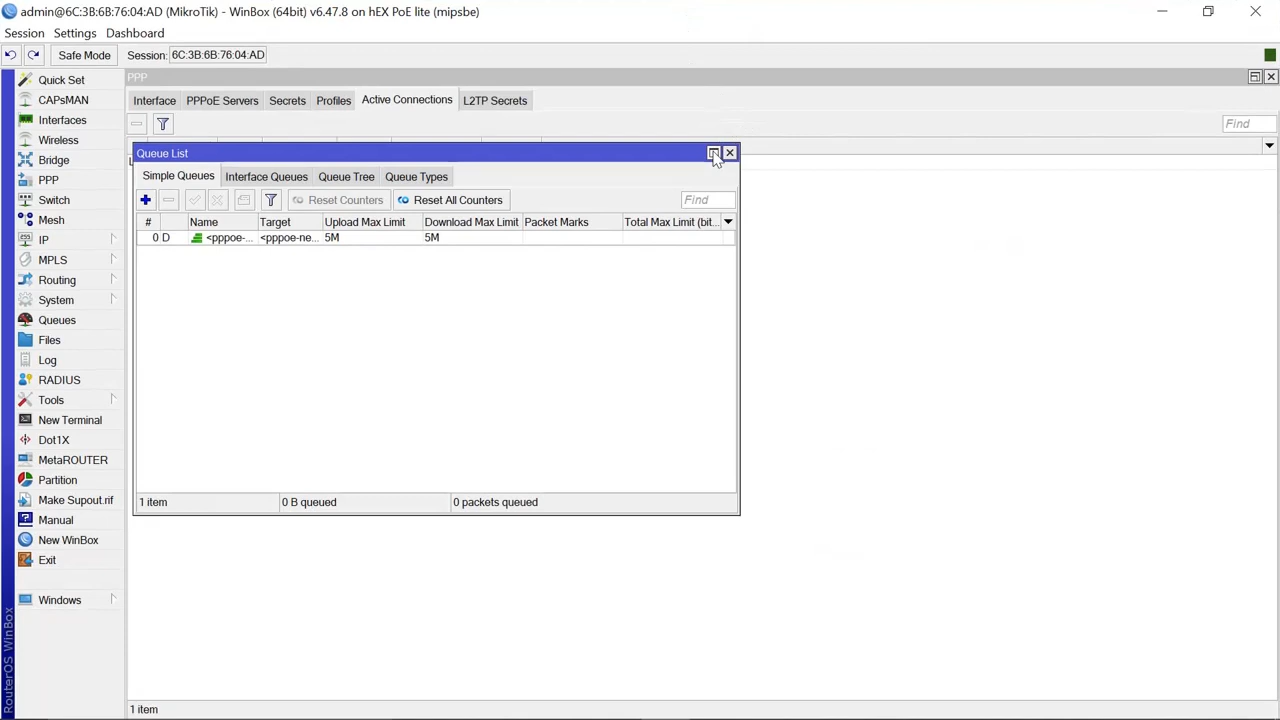 admin@6C:3B:6B:76:04:AD (MikroTik) - WinBox (64bit) v6.47.8 on hEX PoE lite (mipsbe)
Session Settings Dashboard
Safe Mode Session: 6C:3B:6B:76:04:AD
Quick Set
CAPsMAN
Interfaces
Wireless
Bridge
PPP
Switch
Mesh
IP
MPLS
Routing
System
Queues
Files
Log
RADIUS
Tools
New Terminal
Dot1X
MetaROUTER
Partition
Make Supout.rif
Manual
New WinBox
Exit
Windows
RouterOS WinBox
PPP
Interface PPPoE Servers Secrets Profiles Active Connections L2TP Secrets
Find
Queue List
Simple Queues Interface Queues Queue Tree Queue Types
Reset Counters Reset All Counters Find
# Name Target Upload Max Limit Download Max Limit Packet Marks Total Max Limit (bit...
0 D <pppoe-... <pppoe-ne... 5M 5M
1 item 0 B queued 0 packets queued
1 item